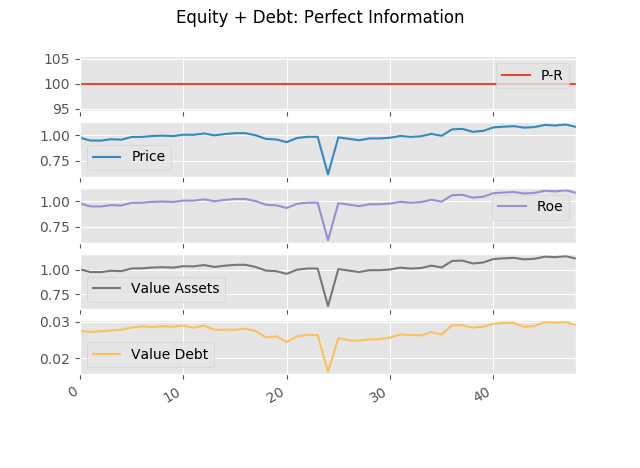 Equity + Debt: Perfect Information
105
100
95
P-R
1.00
0.75
Price
1.00
0.75
Roe
1.00
0.75
Value Assets
0.03
0.02
Value Debt
0 10 20 30 40